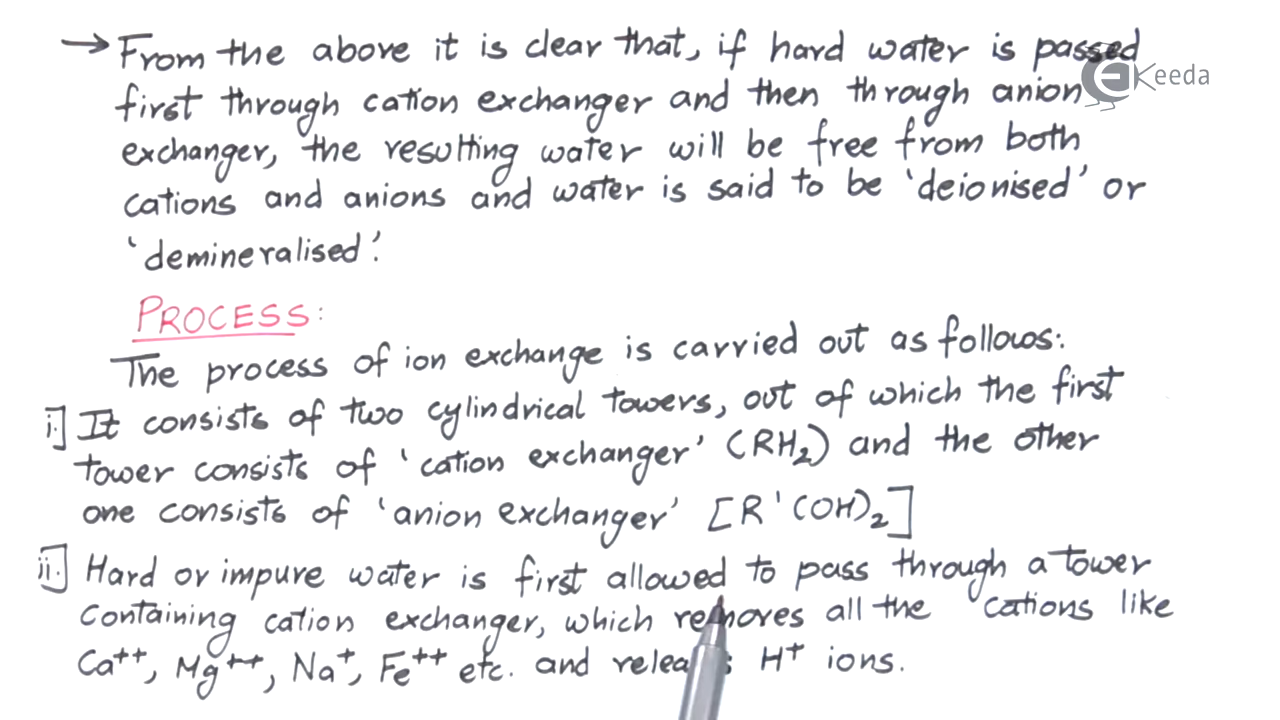 → From the above it is clear that, if hard water is passed
Keeda
first through cation exchanger and then through anion
exchanger, the resulting water will be free from both
cations and anions and water is said to be 'deionised' or
'demineralised'.
PROCESS:
The process of ion exchange is carried out as follows:
i.] It consists of two cylindrical towers, out of which the first
tower consists of 'cation exchanger' (RH₂) and the other
one consists of 'anion exchanger' [R'(OH)₂]
ii.] Hard or impure water is first allowed to pass through a tower
containing cation exchanger, which removes all the cations like
Ca⁺⁺, Mg⁺⁺, Na⁺, Fe⁺⁺ etc. and H⁺ ions.